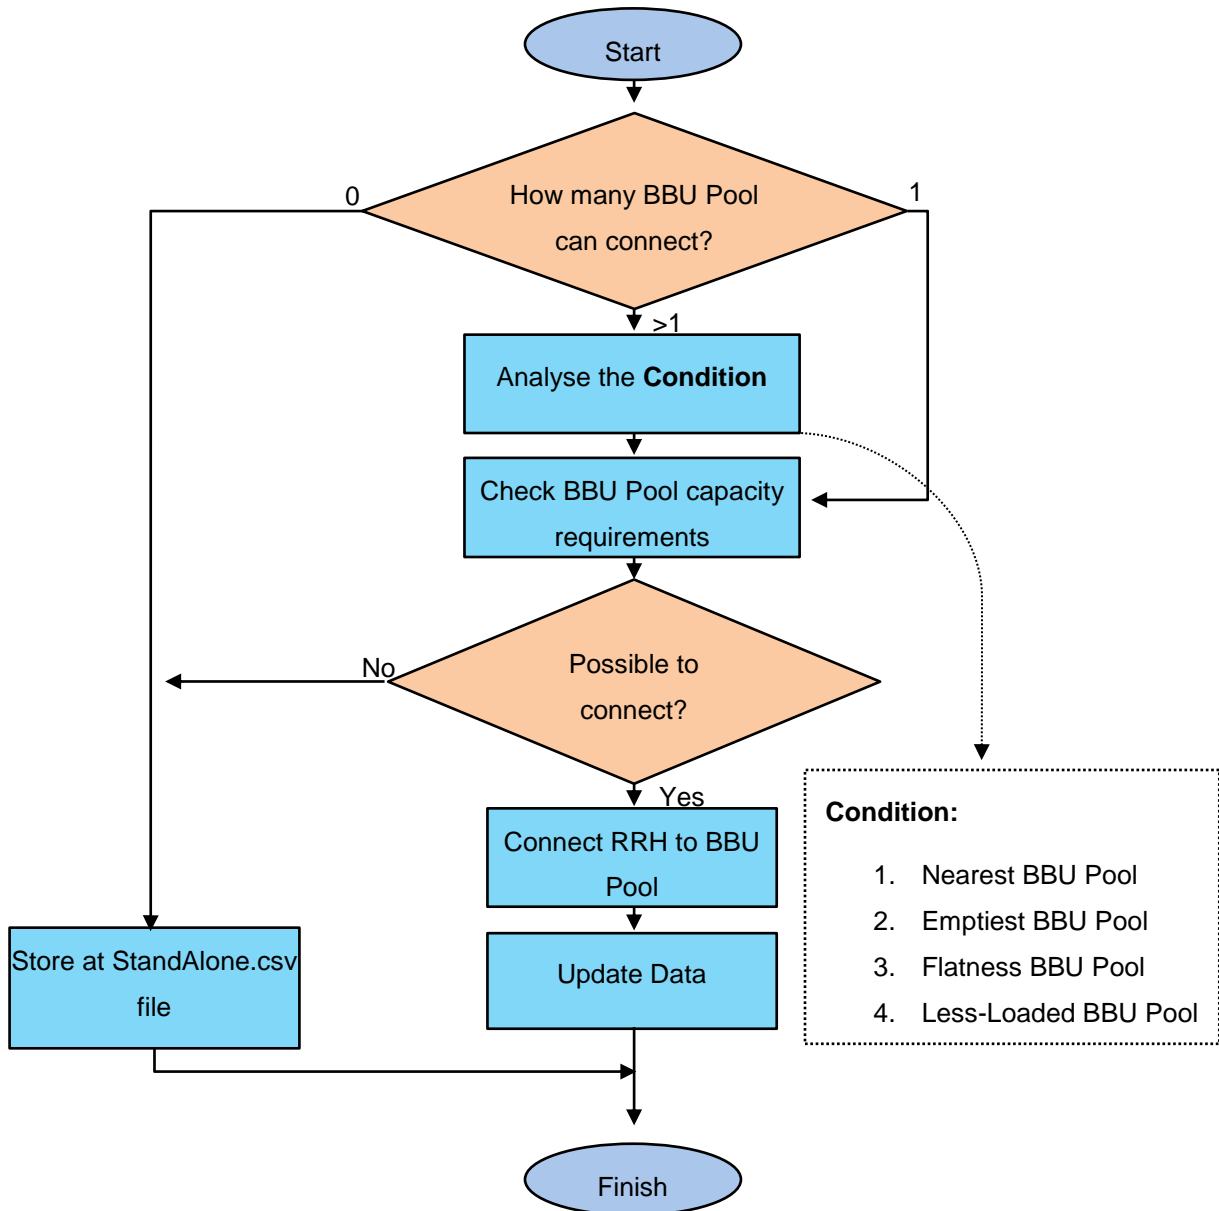 Start
How many BBU Pool
can connect?
0
1
>1
Analyse the Condition
Check BBU Pool capacity
requirements
Possible to
connect?
No
Yes
Connect RRH to BBU
Pool
Update Data
Store at StandAlone.csv
file
Condition:
1. Nearest BBU Pool
2. Emptiest BBU Pool
3. Flatness BBU Pool
4. Less-Loaded BBU Pool
Finish